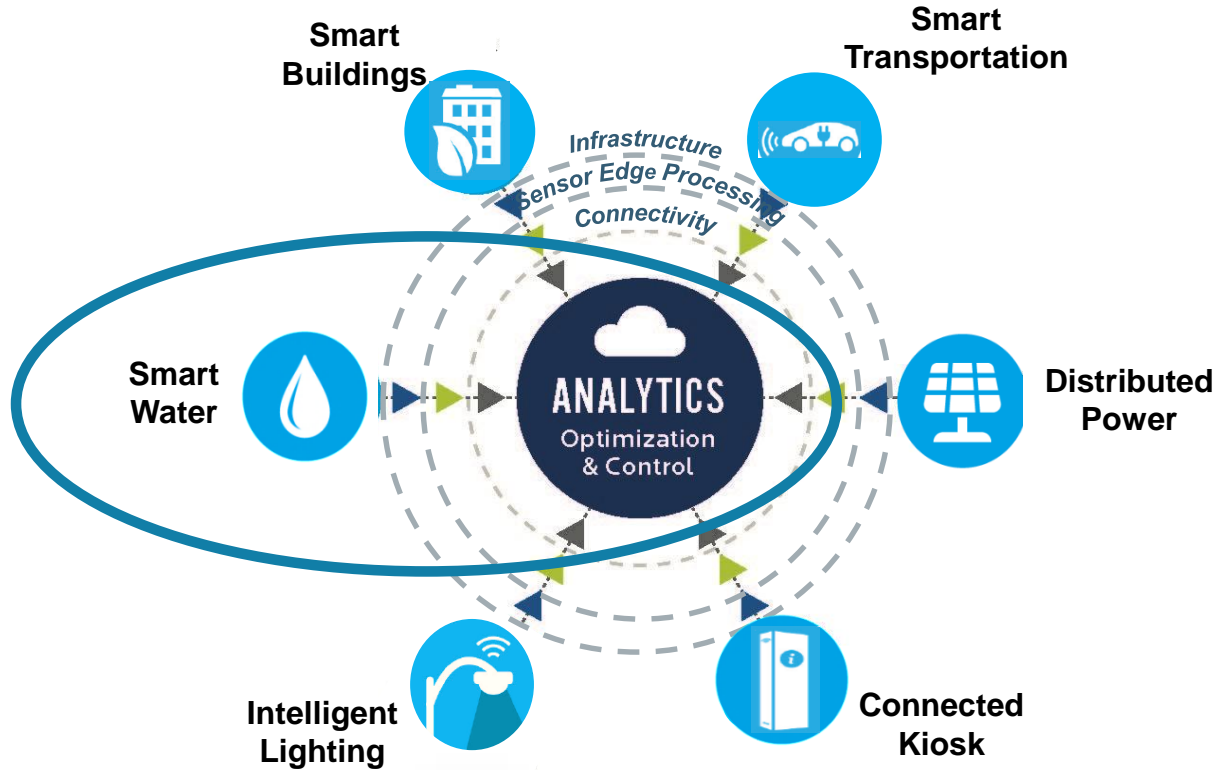 Smart
Buildings
Smart
Transportation
Infrastructure
Sensor Edge Processing
Connectivity
Smart
Water
ANALYTICS
Optimization
& Control
Distributed
Power
Intelligent
Lighting
i
Connected
Kiosk